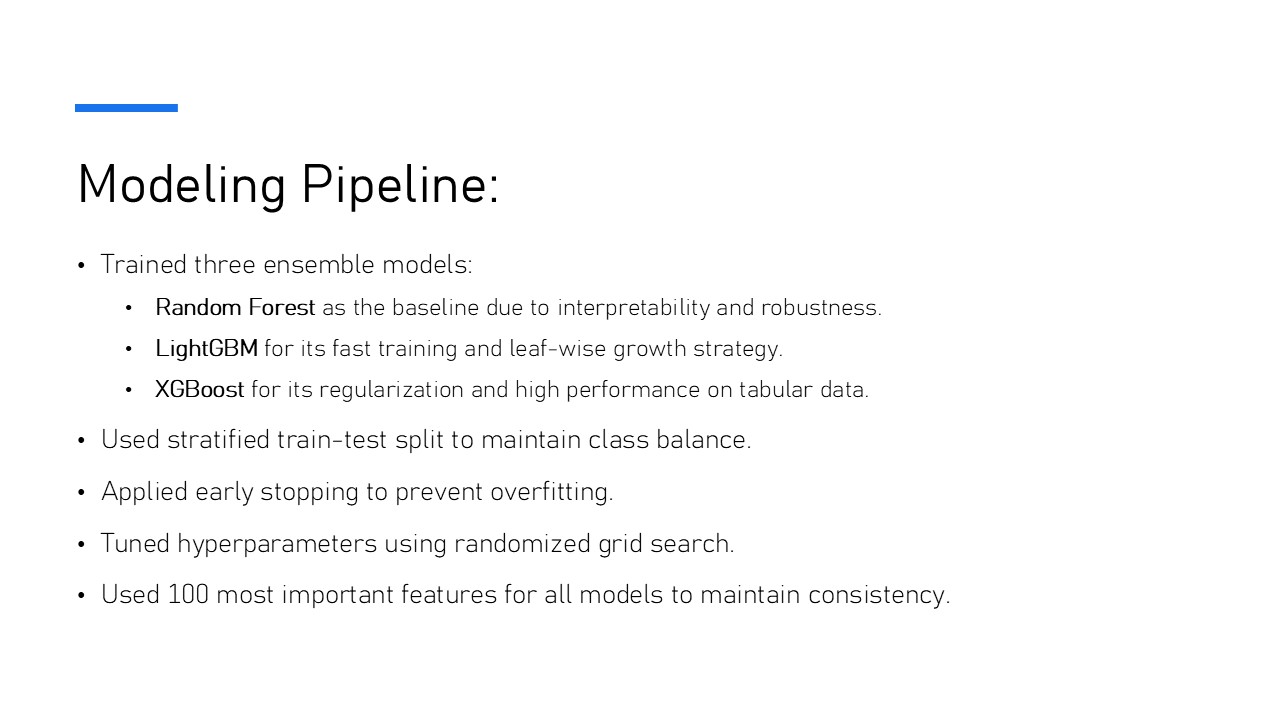 Modeling Pipeline:
• Trained three ensemble models:
• Random Forest as the baseline due to interpretability and robustness.
• LightGBM for its fast training and leaf-wise growth strategy.
• XGBoost for its regularization and high performance on tabular data.
• Used stratified train-test split to maintain class balance.
• Applied early stopping to prevent overfitting.
• Tuned hyperparameters using randomized grid search.
• Used 100 most important features for all models to maintain consistency.